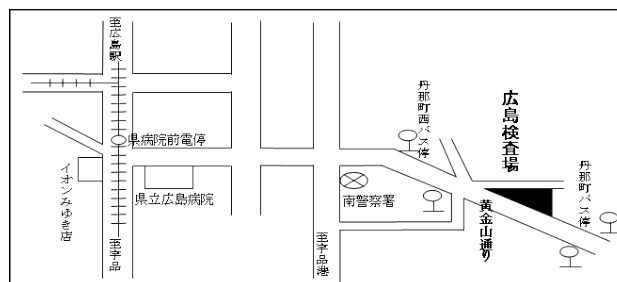 至広島駅
県病院前電停
イオンみゆき店
県立広島病院
至宇品
至宇品港
南警察署
丹那町西バス停
広島検査場
黄金山通り
丹那町バス停